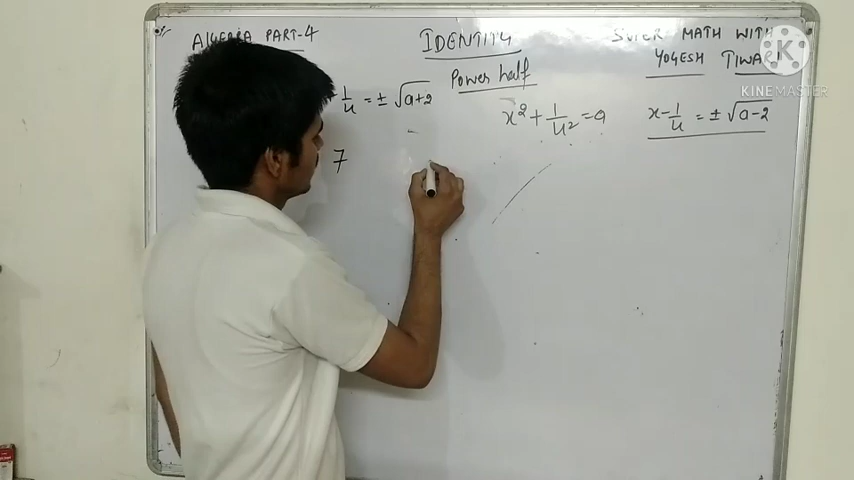 ALGEBRA PART-4
IDENTITY
SUPER MATH WITH
YOGESH TIWARI
Power half
1/x = ± √a+2
x² + 1/x² = a
x - 1/x = ± √a-2
7
KINEMASTER